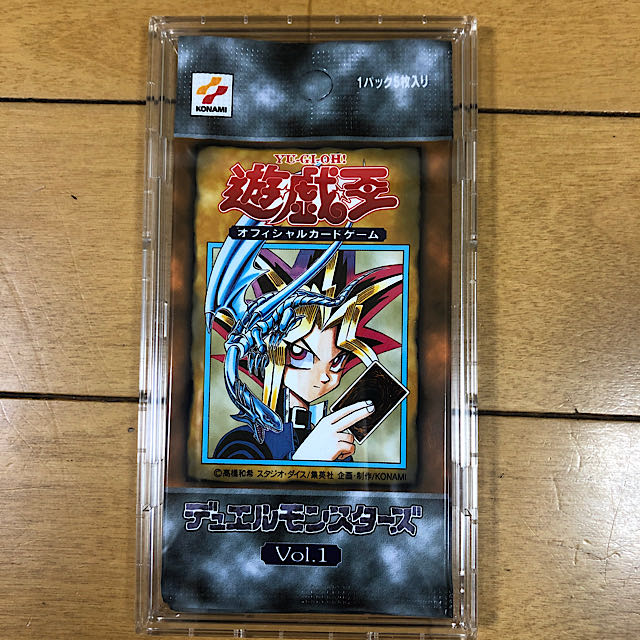 KONAMI
1パック5枚入り
YU-GI-OH!
遊戯王
オフィシャルカードゲーム
©高橋和希 スタジオ・ダイス/集英社 企画・制作/KONAMI
デュエルモンスターズ
Vol.1